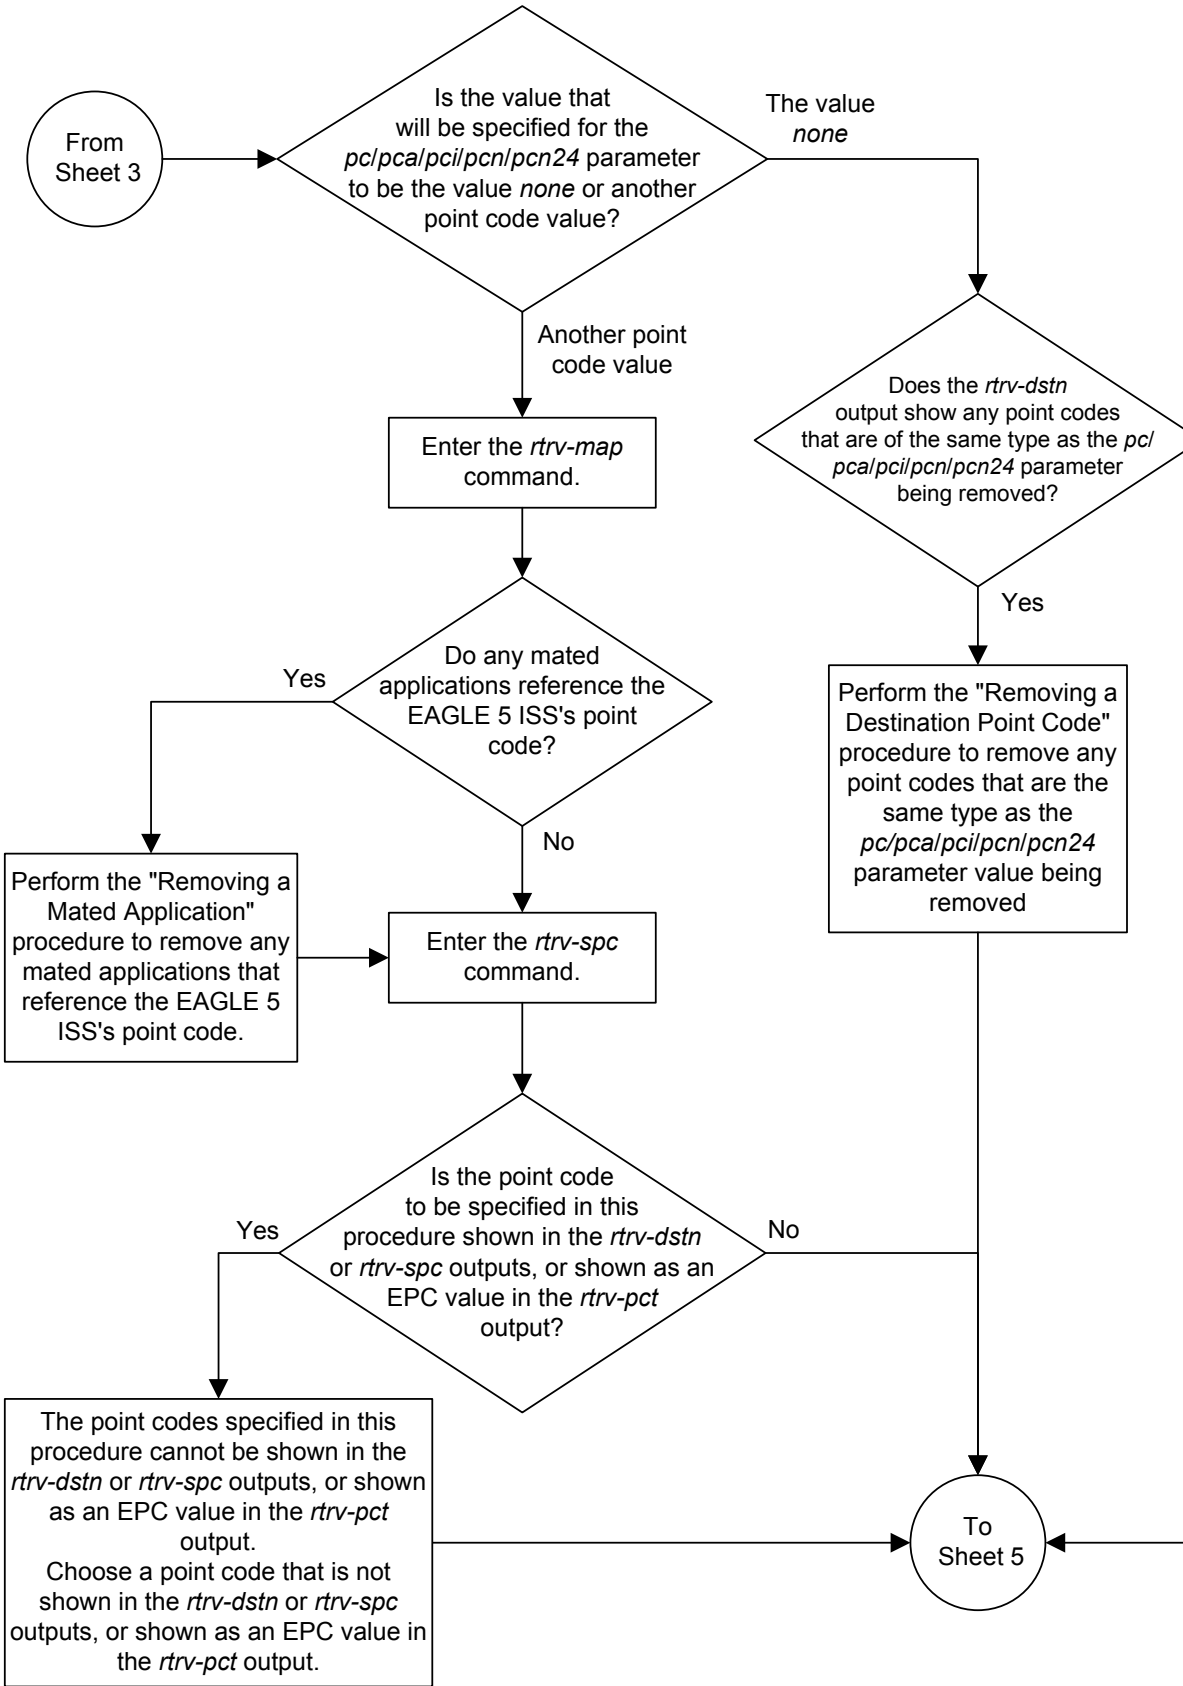 From
Sheet 3
Is the value that
will be specified for the
pc/pca/pci/pcn/pcn24 parameter
to be the value none or another
point code value?
The value
none
Another point
code value
Enter the rtrv-map
command.
Does the rtrv-dstn
output show any point codes
that are of the same type as the pc/
pca/pci/pcn/pcn24 parameter
being removed?
Yes
Do any mated
applications reference the
EAGLE 5 ISS's point
code?
Yes
No
Perform the "Removing a
Destination Point Code"
procedure to remove any
point codes that are the
same type as the
pc/pca/pci/pcn/pcn24
parameter value being
removed
Perform the "Removing a
Mated Application"
procedure to remove any
mated applications that
reference the EAGLE 5
ISS's point code.
Enter the rtrv-spc
command.
Is the point code
to be specified in this
procedure shown in the rtrv-dstn
or rtrv-spc outputs, or shown as an
EPC value in the rtrv-pct
output?
Yes
No
The point codes specified in this
procedure cannot be shown in the
rtrv-dstn or rtrv-spc outputs, or shown
as an EPC value in the rtrv-pct
output.
Choose a point code that is not
shown in the rtrv-dstn or rtrv-spc
outputs, or shown as an EPC value in
the rtrv-pct output.
To
Sheet 5